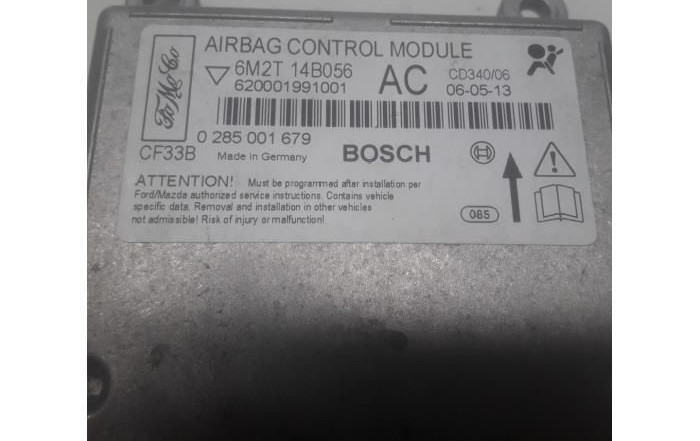 AIRBAG CONTROL MODULE
FoMoCo
6M2T 14B056 AC CD340/06
620001991001 06-05-13
0 285 001 679
CF33B Made in Germany BOSCH
ATTENTION! Must be programmed after installation per
Ford/Mazda authorized service instructions. Contains vehicle
specific data. Removal and installation in other vehicles
not admissible! Risk of injury or malfunction!
085